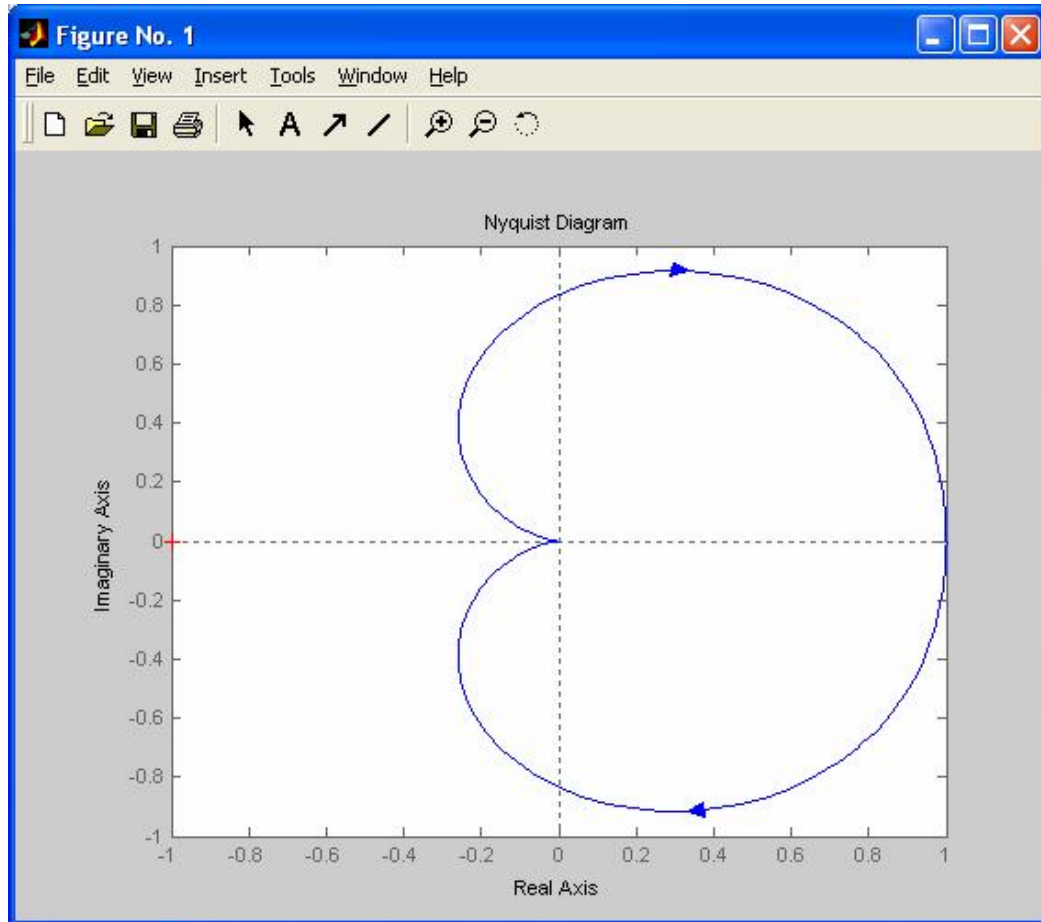 Figure No. 1
File Edit View Insert Tools Window Help
A
Nyquist Diagram
1
0.8
0.6
0.4
0.2
0
-0.2
-0.4
-0.6
-0.8
-1
Imaginary Axis
-1 -0.8 -0.6 -0.4 -0.2 0 0.2 0.4 0.6 0.8 1
Real Axis